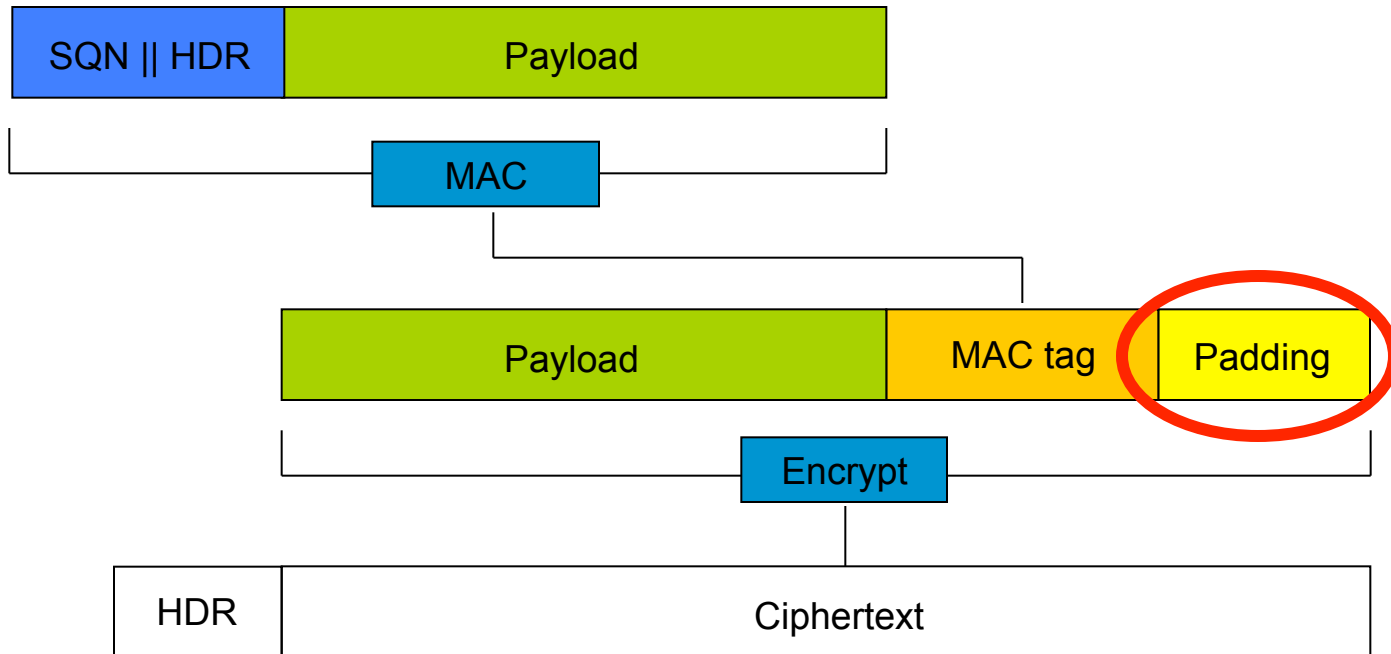 SQN || HDR Payload
MAC
Payload MAC tag Padding
Encrypt
HDR Ciphertext